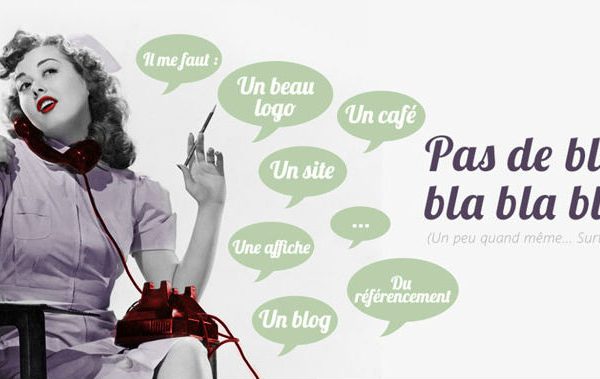 Il me faut :
Un beau
logo
Un café
Un site
...
Une affiche
Du
référencement
Un blog
Pas de bl
bla bla bl
(Un peu quand même... Surt